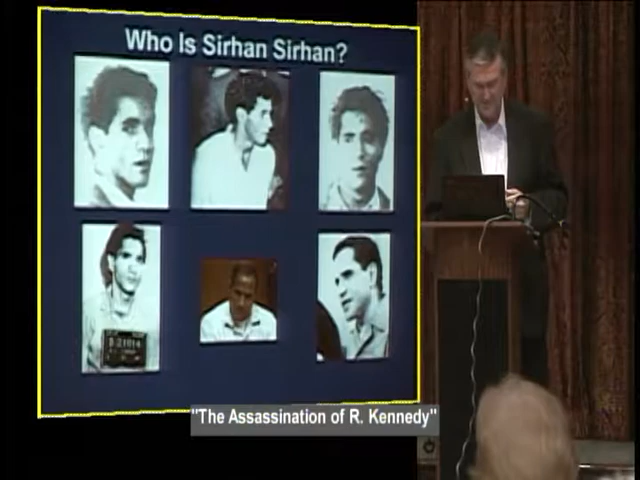 Who Is Sirhan Sirhan?
"The Assassination of R. Kennedy"